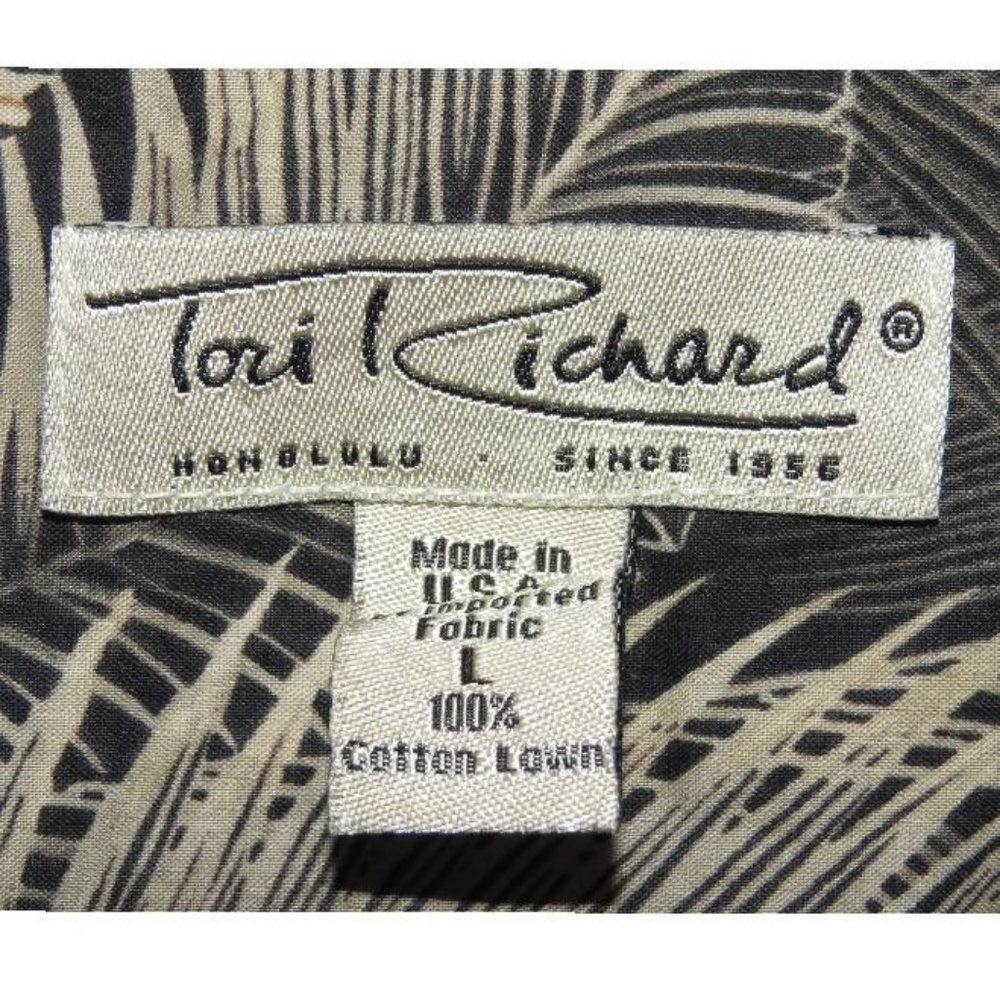 Tori Richard®
HONOLULU · SINCE 1956
Made in
U.S.A
imported
Fabric
L
100%
Cotton Lawn